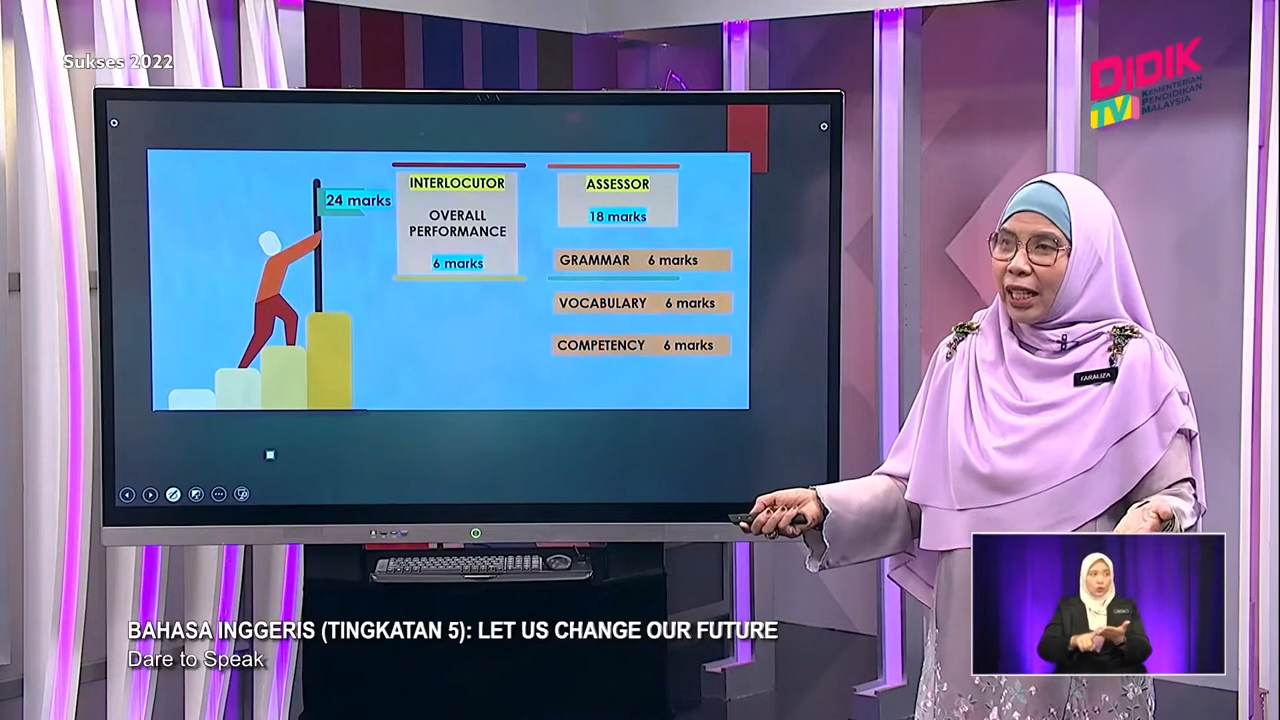 Sukses 2022
DIDIK
TV
KEMENTERIAN
PENDIDIKAN
MALAYSIA
24 marks
INTERLOCUTOR
OVERALL
PERFORMANCE
6 marks
ASSESSOR
18 marks
GRAMMAR 6 marks
VOCABULARY 6 marks
COMPETENCY 6 marks
FARALIZA
BAHASA INGGERIS (TINGKATAN 5): LET US CHANGE OUR FUTURE
Dare to Speak